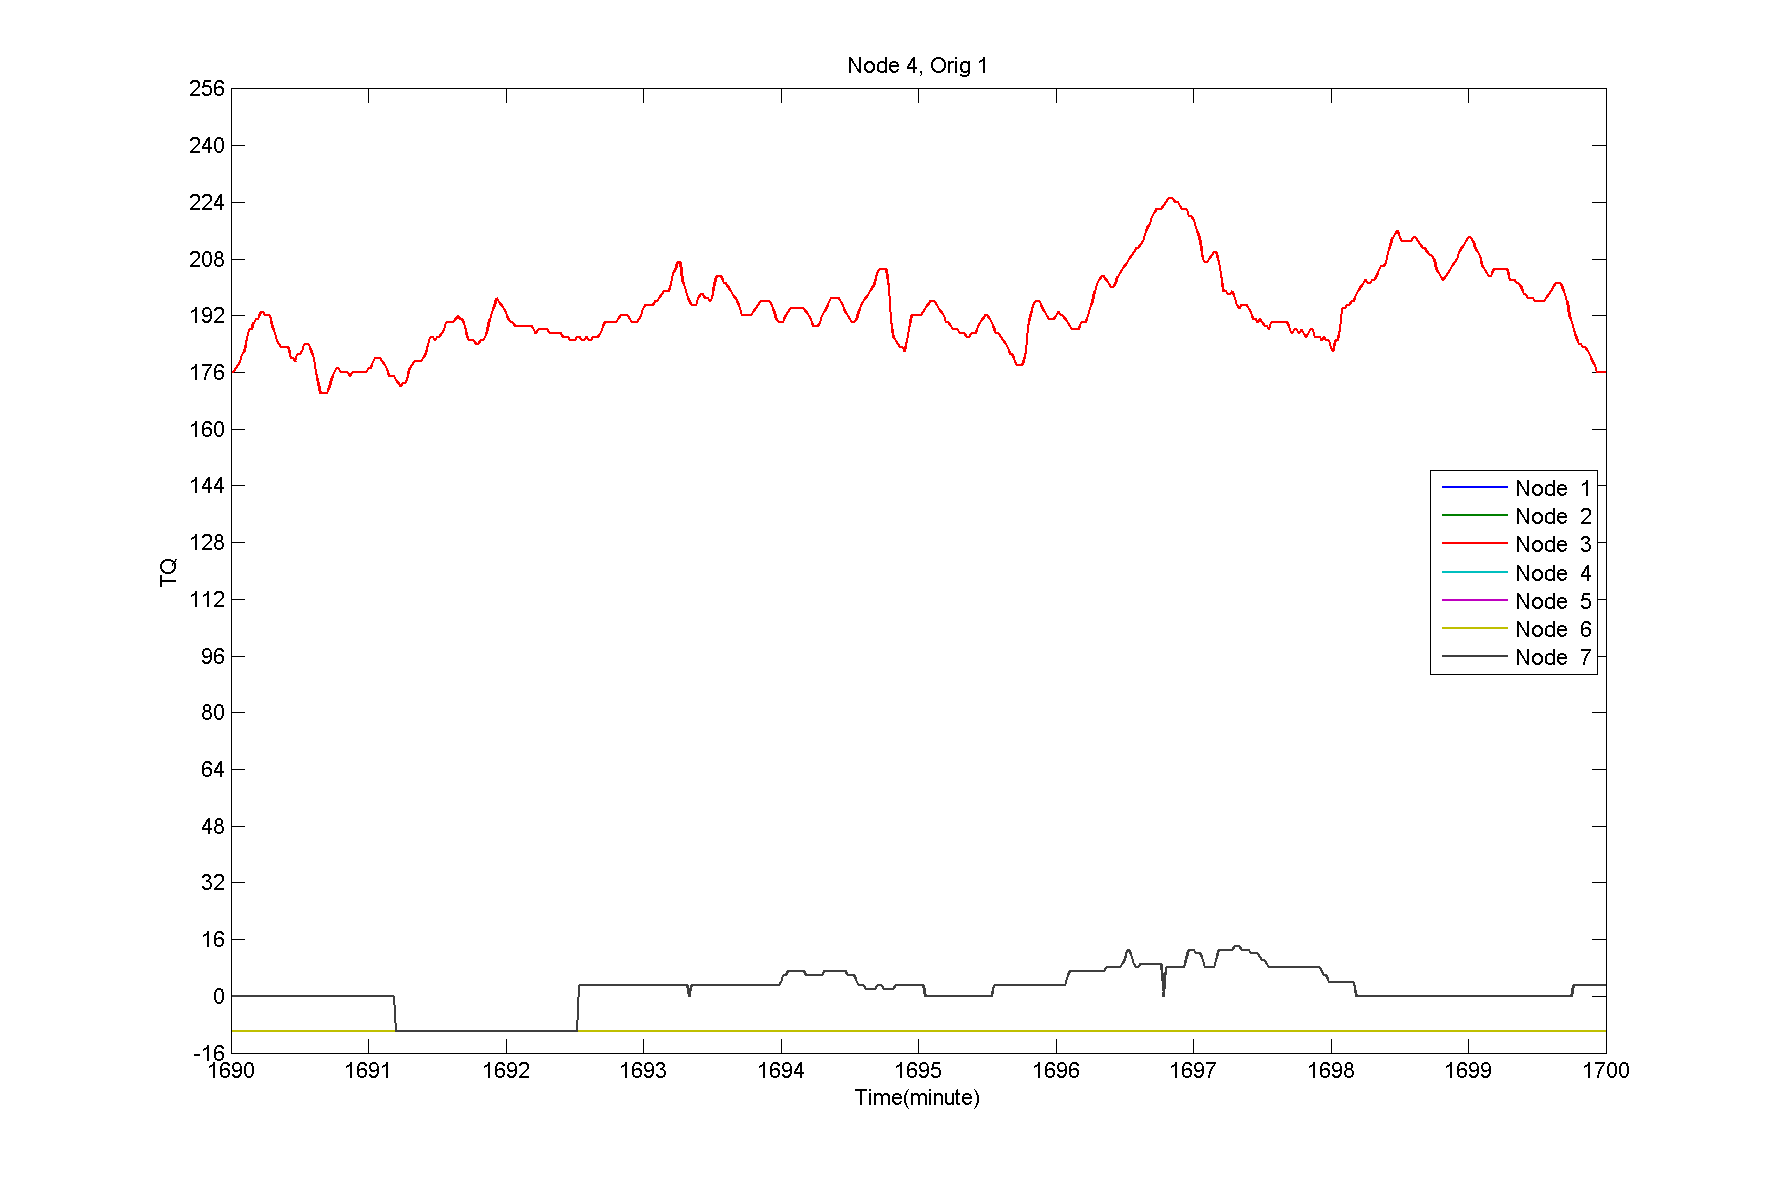 Node 4, Orig 1
256
240
224
208
192
176
160
144
128
112
96
80
64
48
32
16
0
-16
TQ
Node 1
Node 2
Node 3
Node 4
Node 5
Node 6
Node 7
1690 1691 1692 1693 1694 1695 1696 1697 1698 1699 1700
Time(minute)